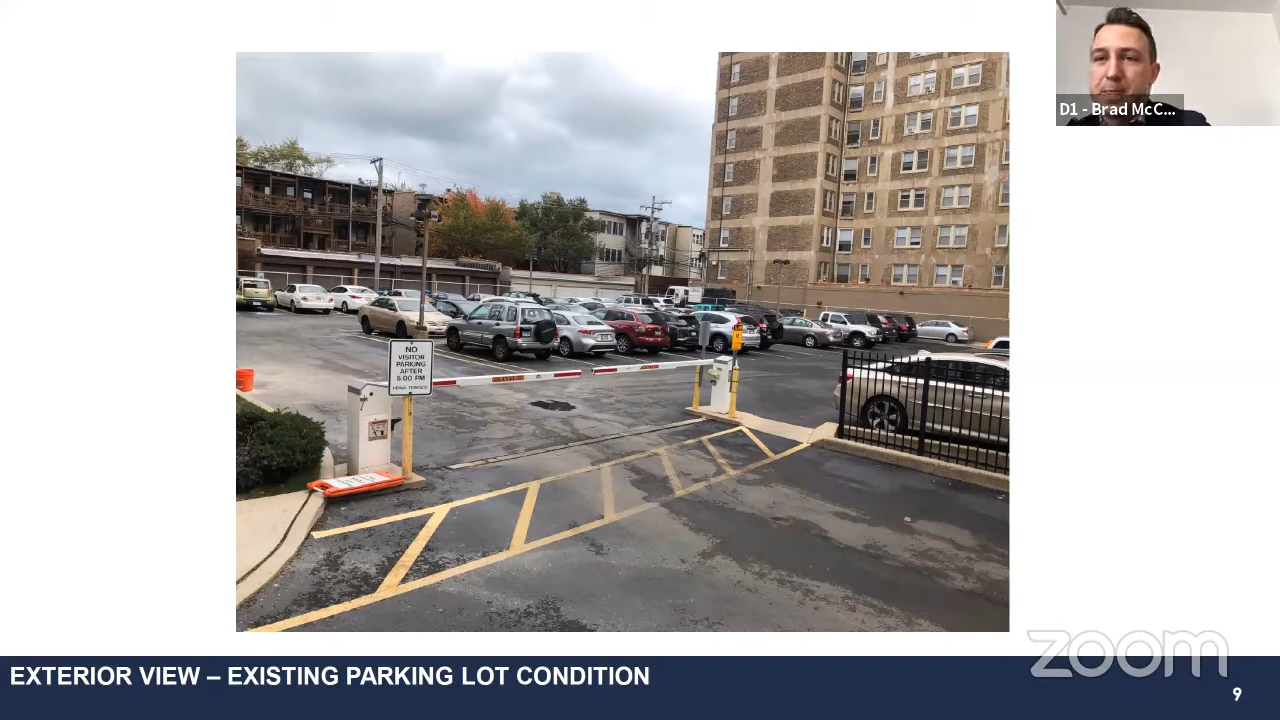 D1 - Brad McC...
NO
VISITOR
PARKING
AFTER
5:00 PM
EXTERIOR VIEW – EXISTING PARKING LOT CONDITION
zoom
9